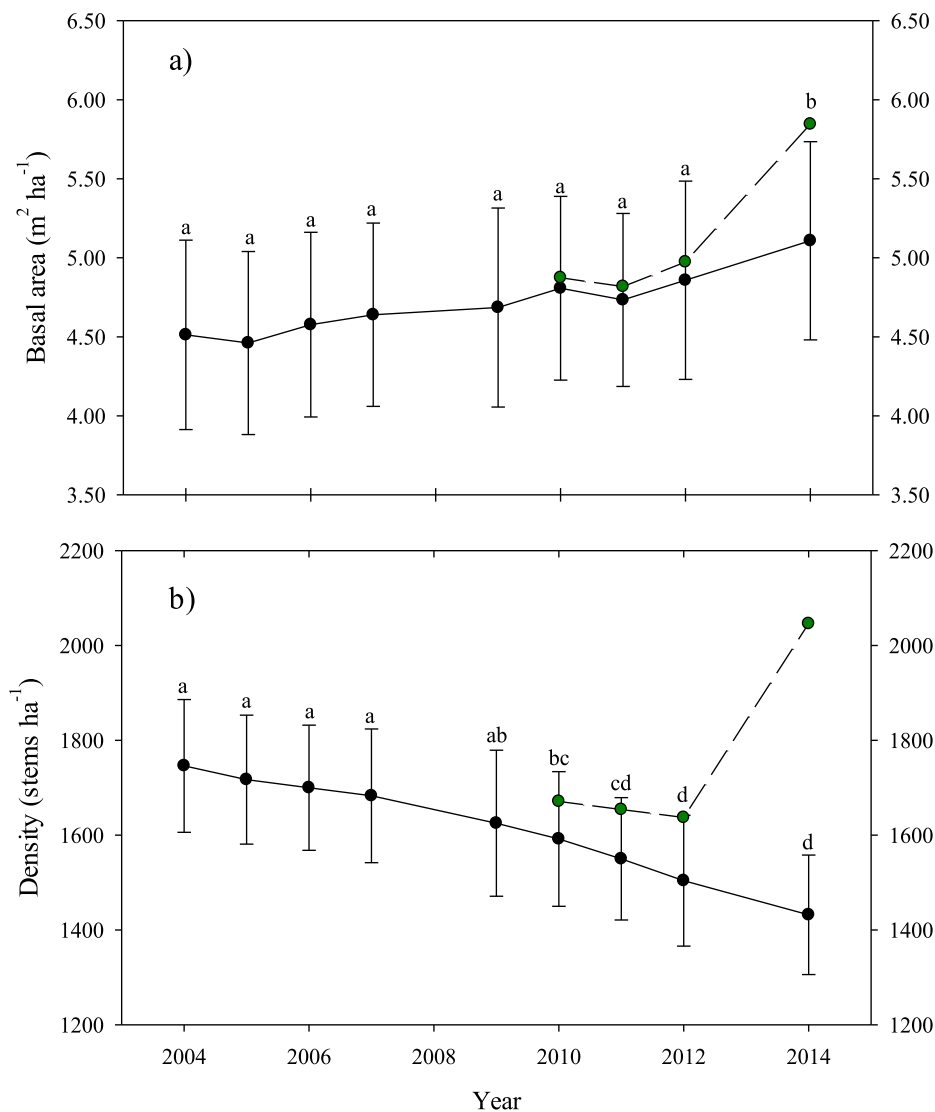 6.50 6.50
a)
6.00 6.00
b
5.50 5.50
a a a a a a a a
Basal area (m² ha⁻¹)
5.00 5.00
4.50 4.50
4.00 4.00
3.50 3.50
2200 2200
b)
2000 2000
a a a a
1800 1800
ab bc cd d
Density (stems ha⁻¹)
1600 1600
d
1400 1400
1200 1200
2004 2006 2008 2010 2012 2014
Year